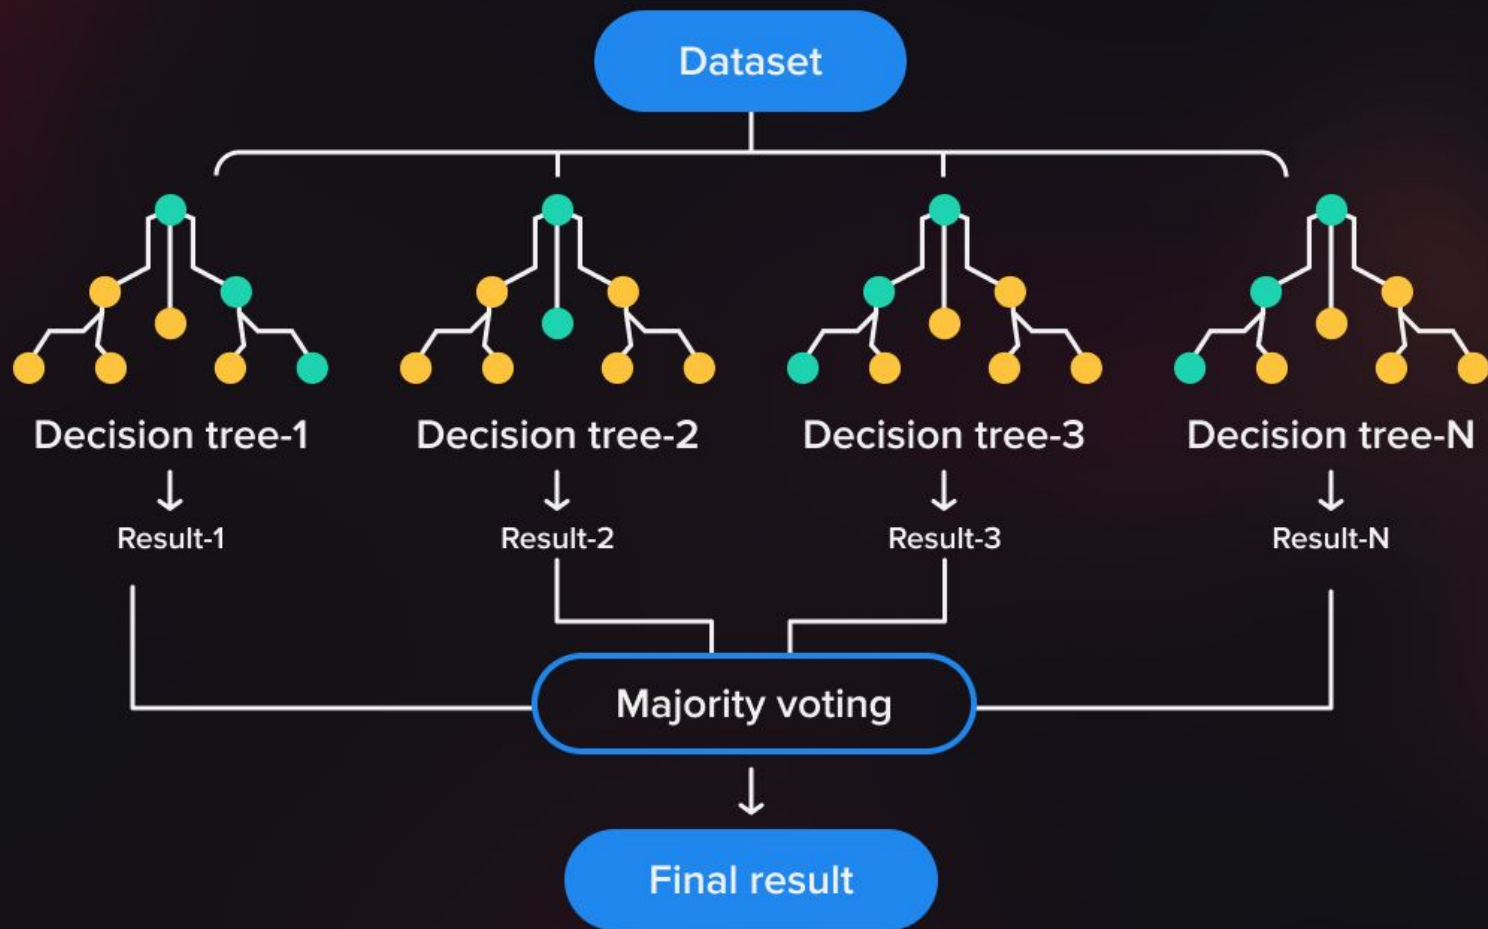 Dataset
Decision tree-1
Decision tree-2
Decision tree-3
Decision tree-N
Result-1
Result-2
Result-3
Result-N
Majority voting
Final result